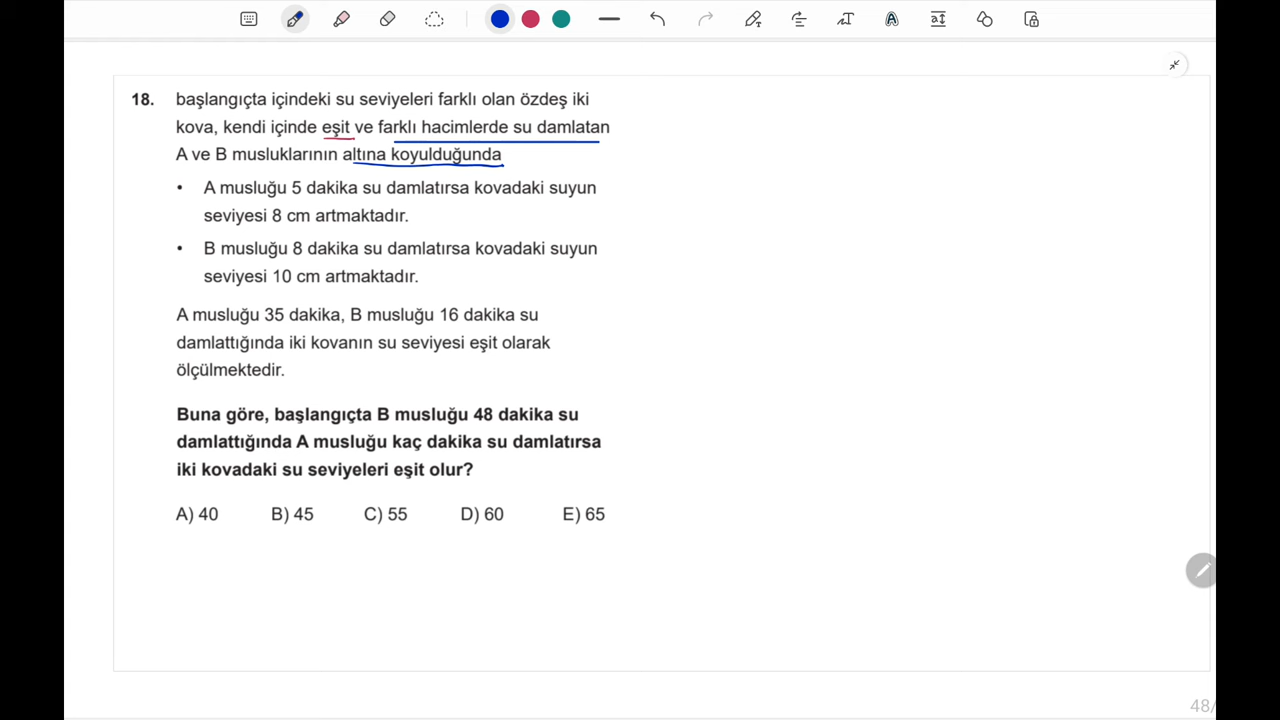 18. başlangıçta içindeki su seviyeleri farklı olan özdeş iki
kova, kendi içinde eşit ve farklı hacimlerde su damlatan
A ve B musluklarının altına koyulduğunda
• A musluğu 5 dakika su damlatırsa kovadaki suyun
seviyesi 8 cm artmaktadır.
• B musluğu 8 dakika su damlatırsa kovadaki suyun
seviyesi 10 cm artmaktadır.
A musluğu 35 dakika, B musluğu 16 dakika su
damlattığında iki kovanın su seviyesi eşit olarak
ölçülmektedir.
Buna göre, başlangıçta B musluğu 48 dakika su
damlattığında A musluğu kaç dakika su damlatırsa
iki kovadaki su seviyeleri eşit olur?
A) 40 B) 45 C) 55 D) 60 E) 65
48/